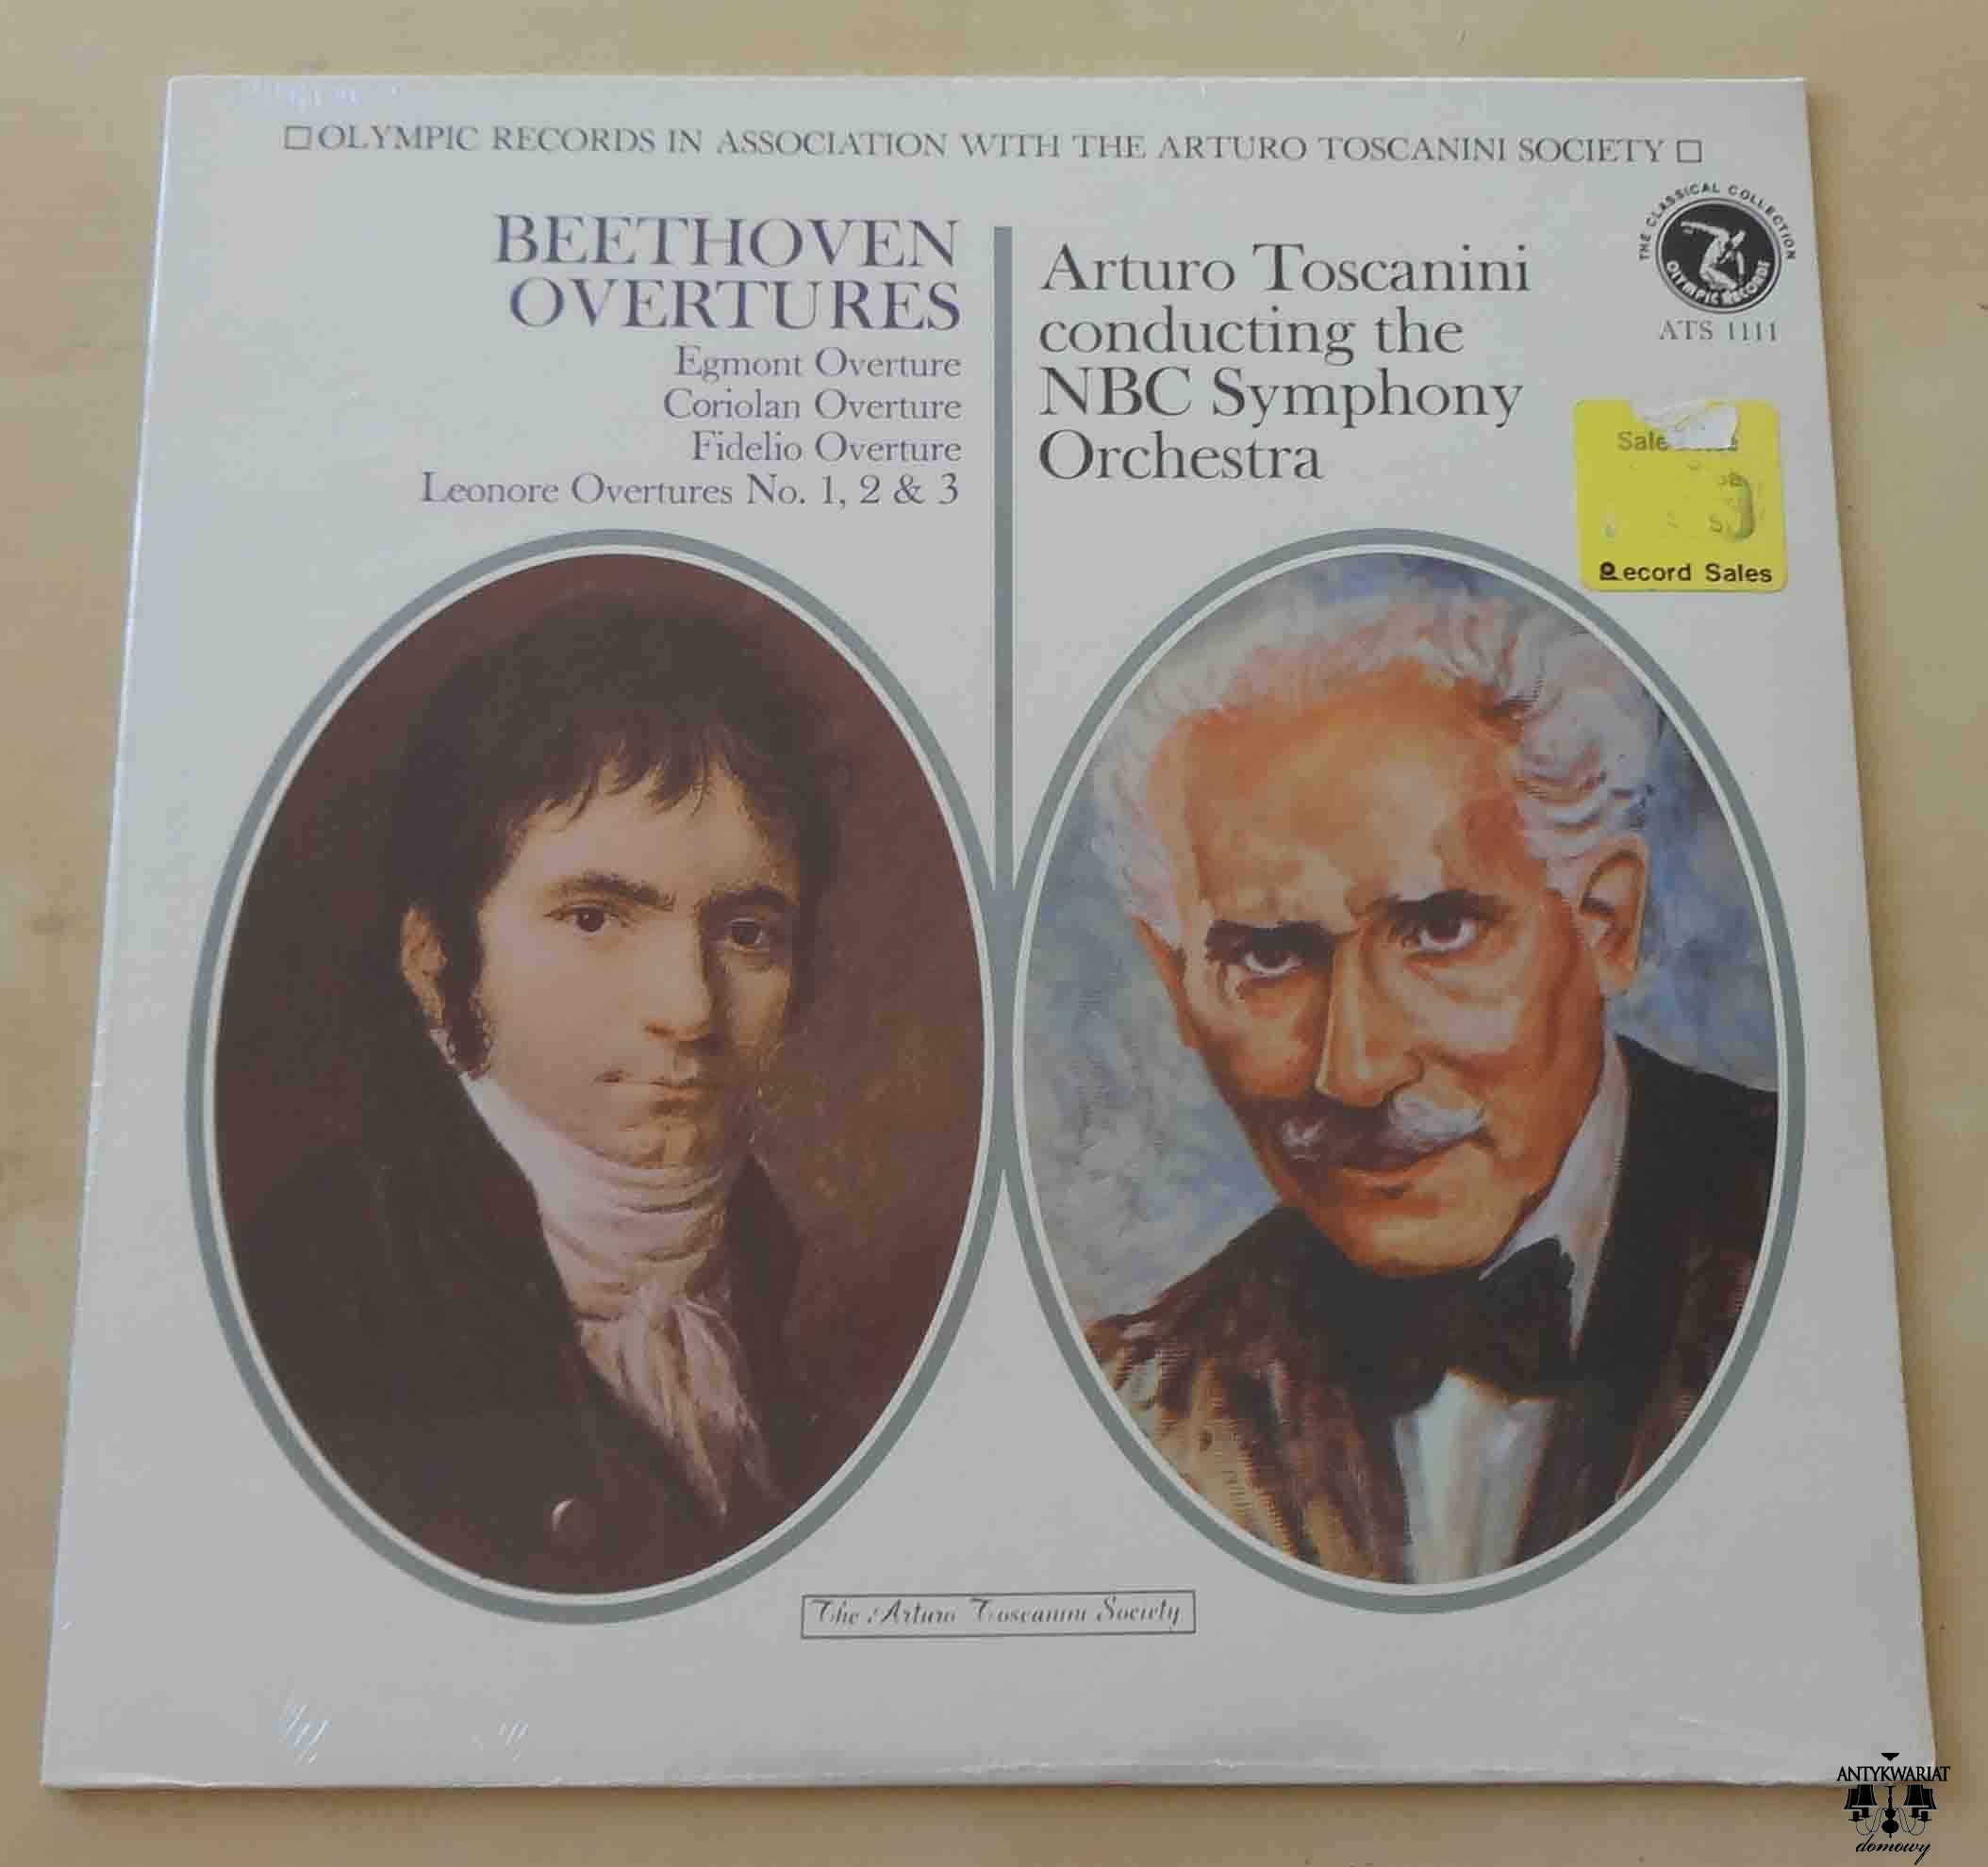 □ OLYMPIC RECORDS IN ASSOCIATION WITH THE ARTURO TOSCANINI SOCIETY □
BEETHOVEN
OVERTURES
Egmont Overture
Coriolan Overture
Fidelio Overture
Leonore Overtures No. 1, 2 & 3
Arturo Toscanini
conducting the
NBC Symphony
Orchestra
THE CLASSICAL COLLECTION
OLYMPIC RECORDS
ATS 1111
Record Sales
The Arturo Toscanini Society
ANTYKWARIAT
domowy